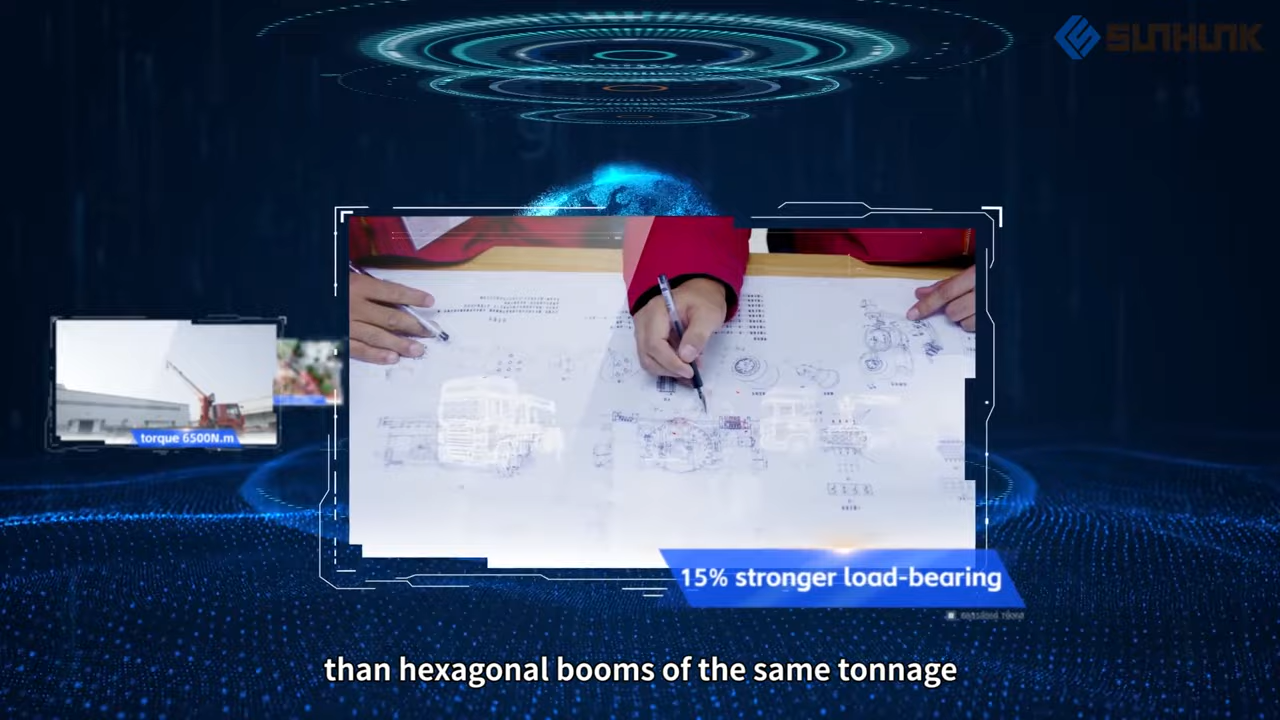 SUNHUNK
torque 6500N.m
15% stronger load-bearing
than hexagonal booms of the same tonnage